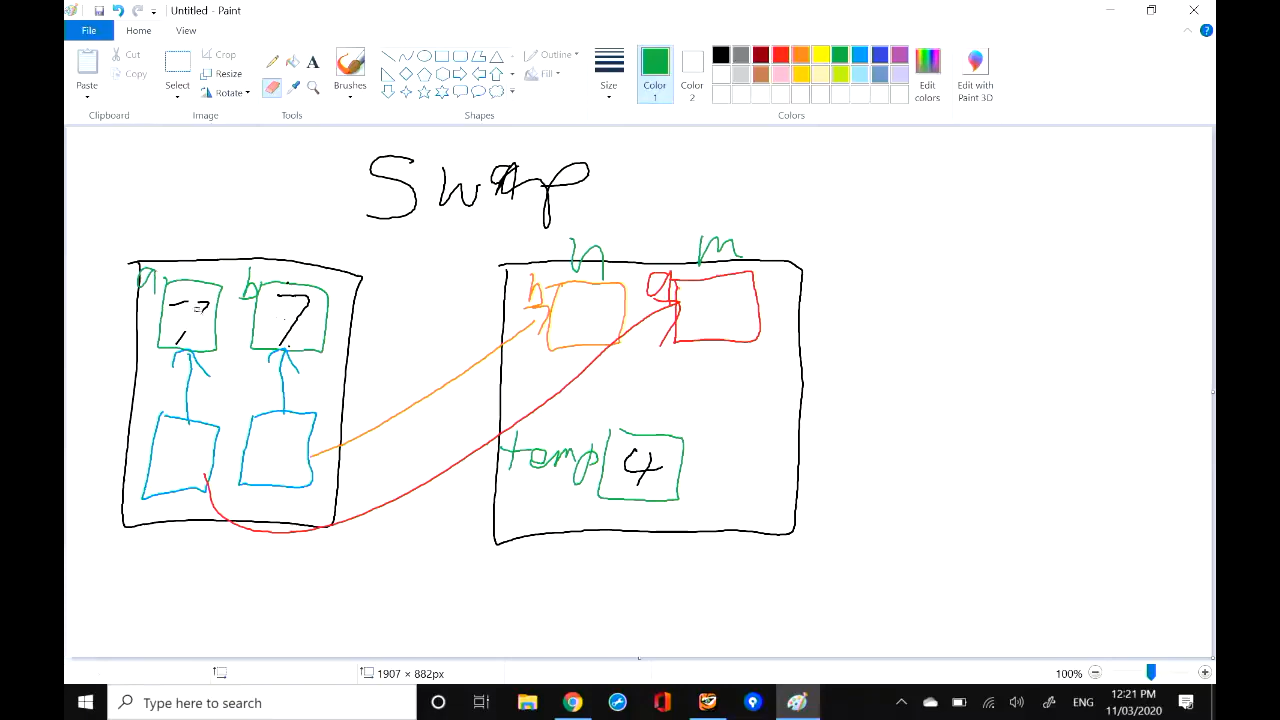 Untitled - Paint
File Home View
Cut
Copy
Paste
Clipboard
Crop
Resize
Rotate
Select
Image
Tools
Brushes
Outline
Fill
Shapes
Size
Color 1
Color 2
Edit colors
Edit with Paint 3D
Colors
Swap
n m
a b
7
temp 4
1907 × 882px
100%
Type here to search
ENG
12:21 PM
11/03/2020